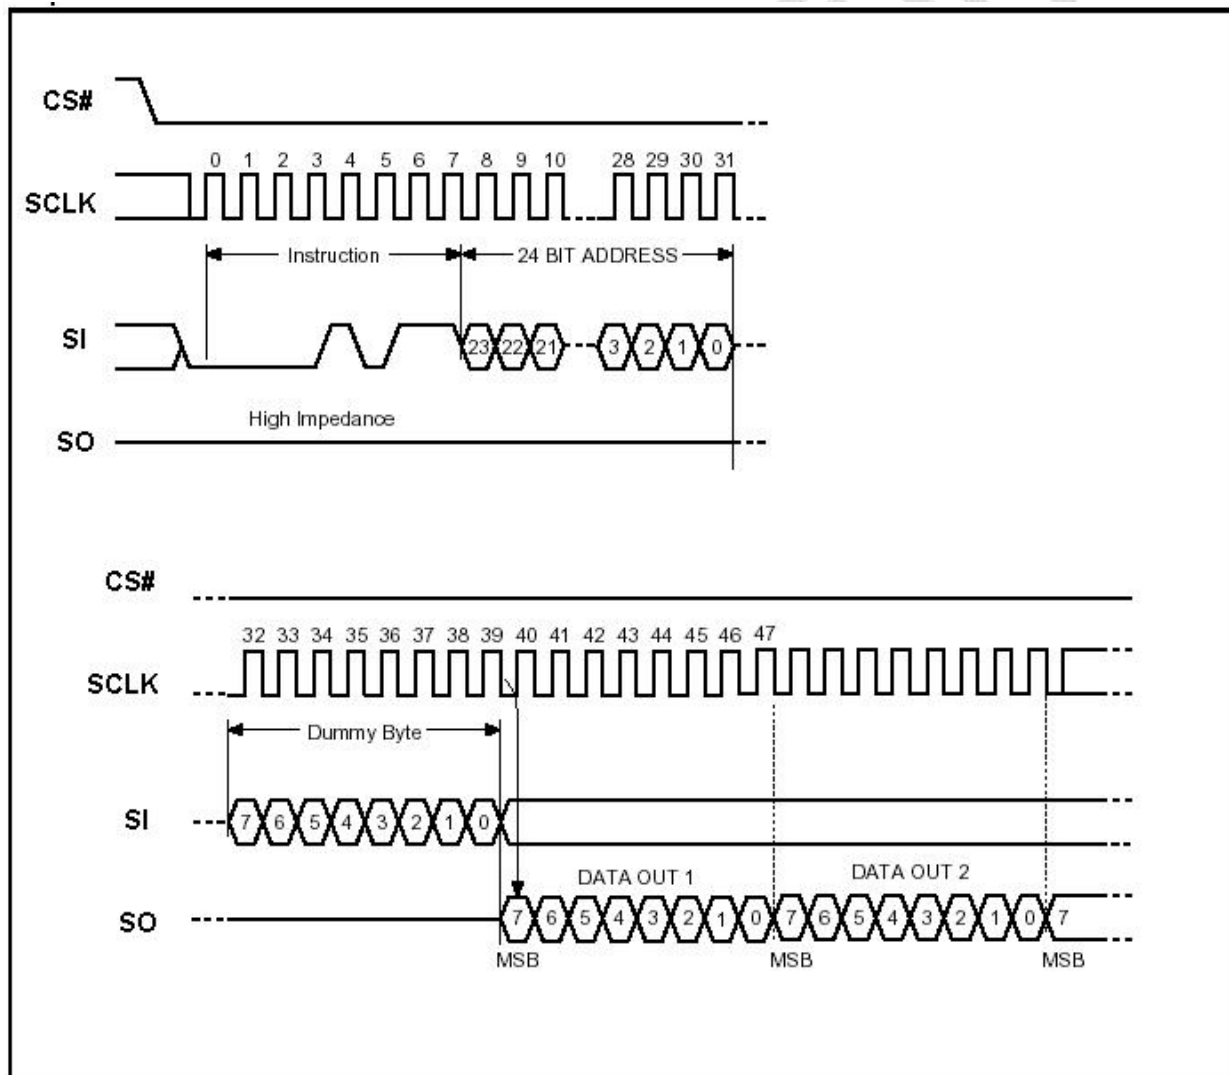 CS#
0 1 2 3 4 5 6 7 8 9 10 28 29 30 31
SCLK
Instruction 24 BIT ADDRESS
SI 23 22 21 3 2 1 0
High Impedance
SO
CS#
32 33 34 35 36 37 38 39 40 41 42 43 44 45 46 47
SCLK
Dummy Byte
SI 7 6 5 4 3 2 1 0
DATA OUT 1 DATA OUT 2
SO 7 6 5 4 3 2 1 0 7 6 5 4 3 2 1 0 7
MSB MSB MSB